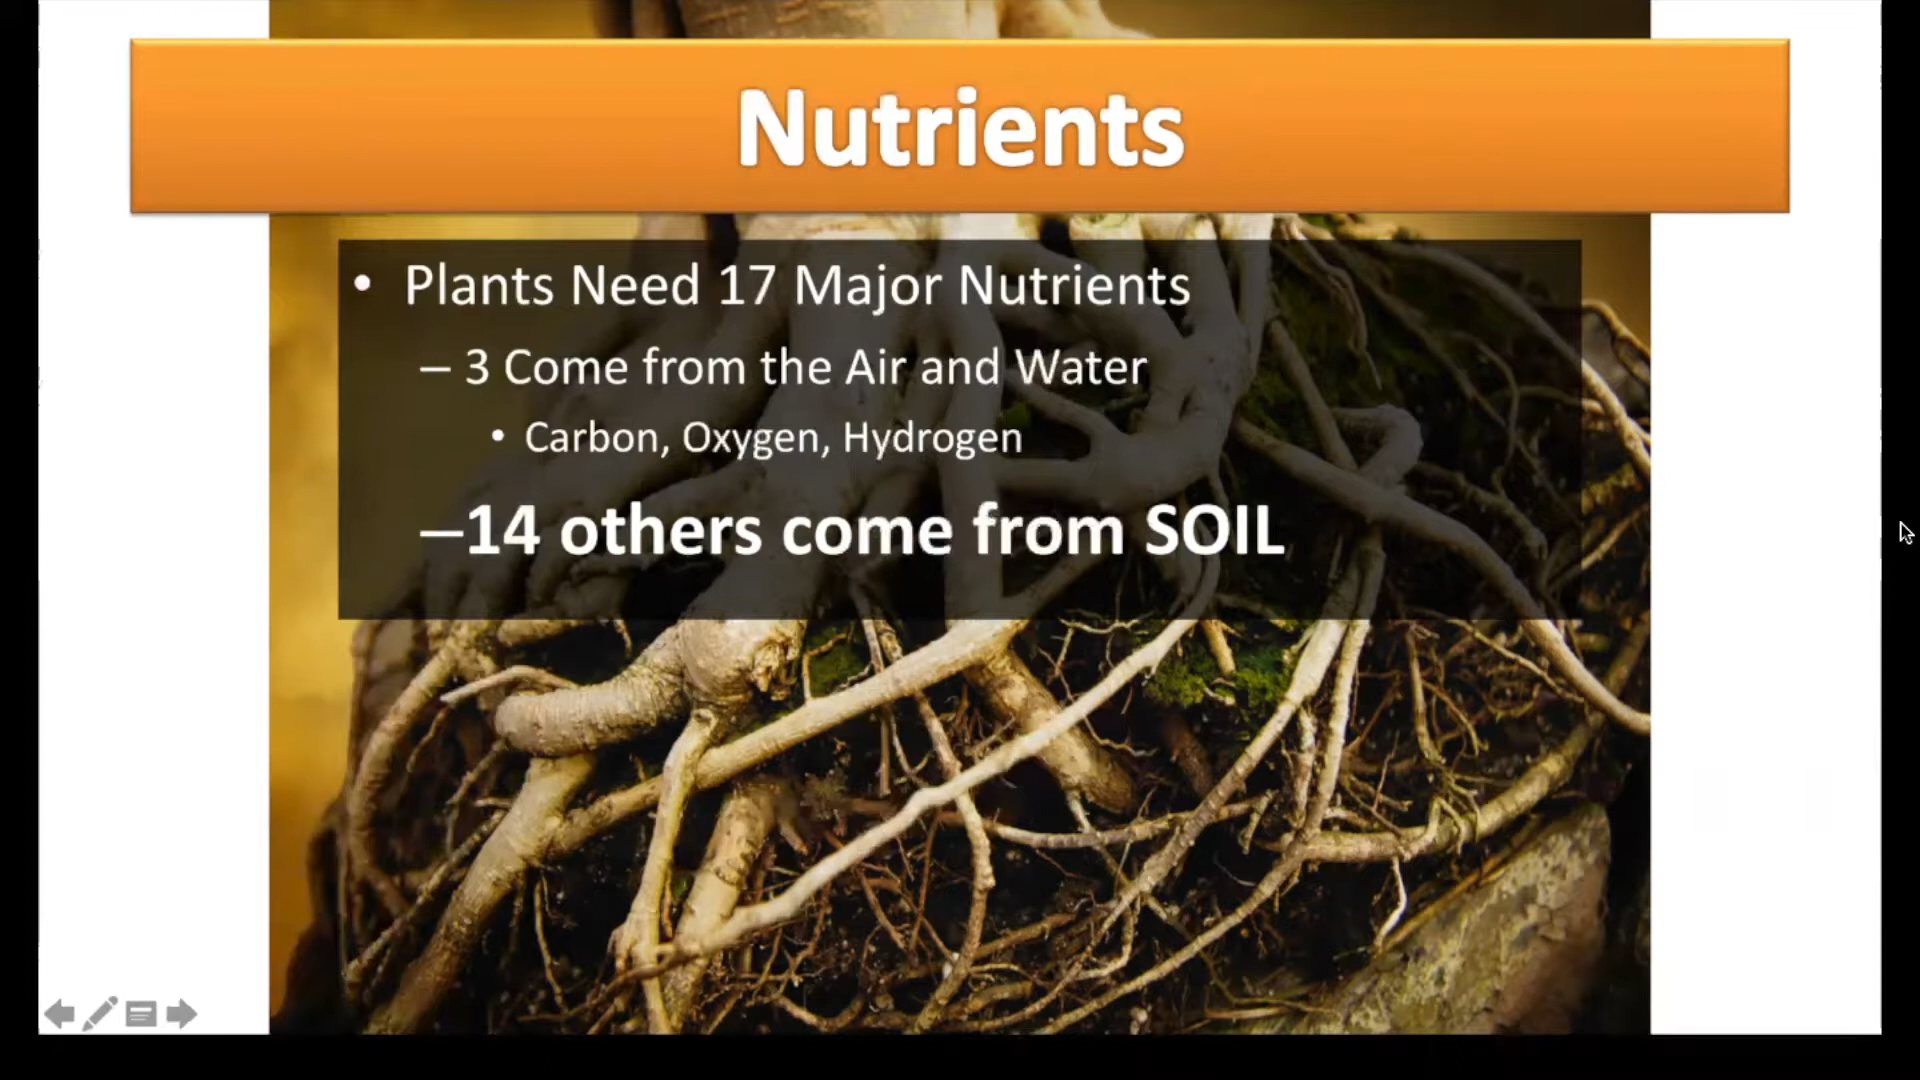 Nutrients
• Plants Need 17 Major Nutrients
– 3 Come from the Air and Water
• Carbon, Oxygen, Hydrogen
–14 others come from SOIL